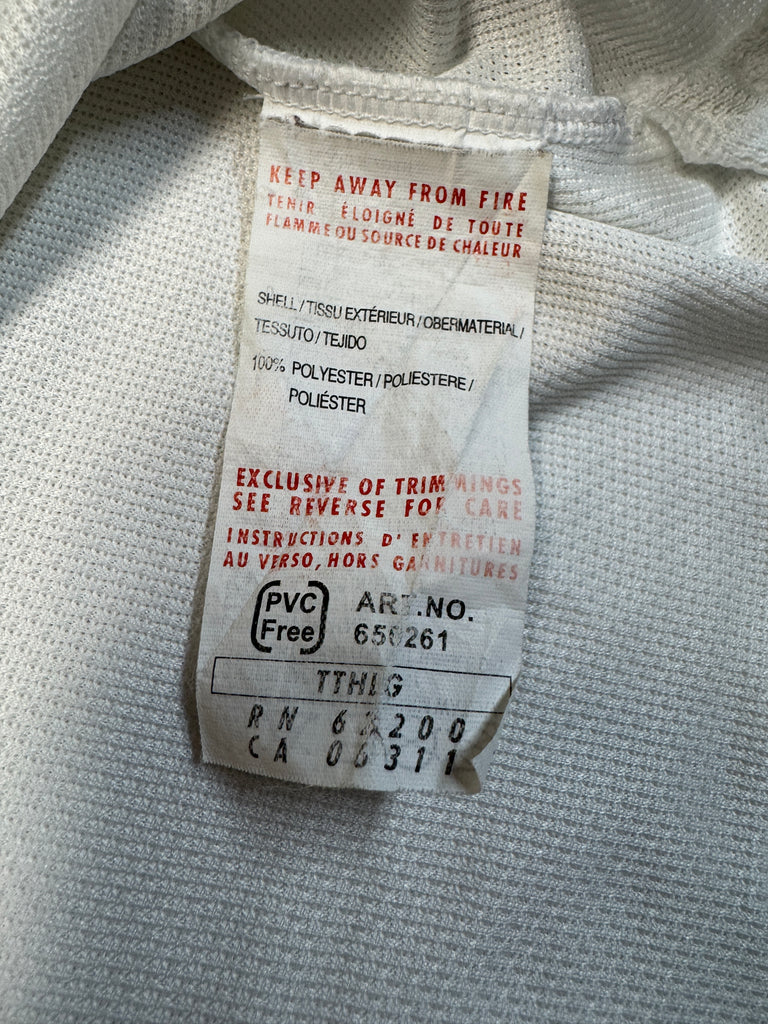 KEEP AWAY FROM FIRE
TENIR ÉLOIGNÉ DE TOUTE
FLAMME OU SOURCE DE CHALEUR
SHELL / TISSU EXTÉRIEUR / OBERMATERIAL /
TESSUTO / TEJIDO
100% POLYESTER / POLIESTERE /
POLIÉSTER
EXCLUSIVE OF TRIMMINGS
SEE REVERSE FOR CARE
INSTRUCTIONS D' ENTRETIEN
AU VERSO, HORS GARNITURES
PVC
Free
ART.NO.
650261
TTHLG
RN
CA 06311